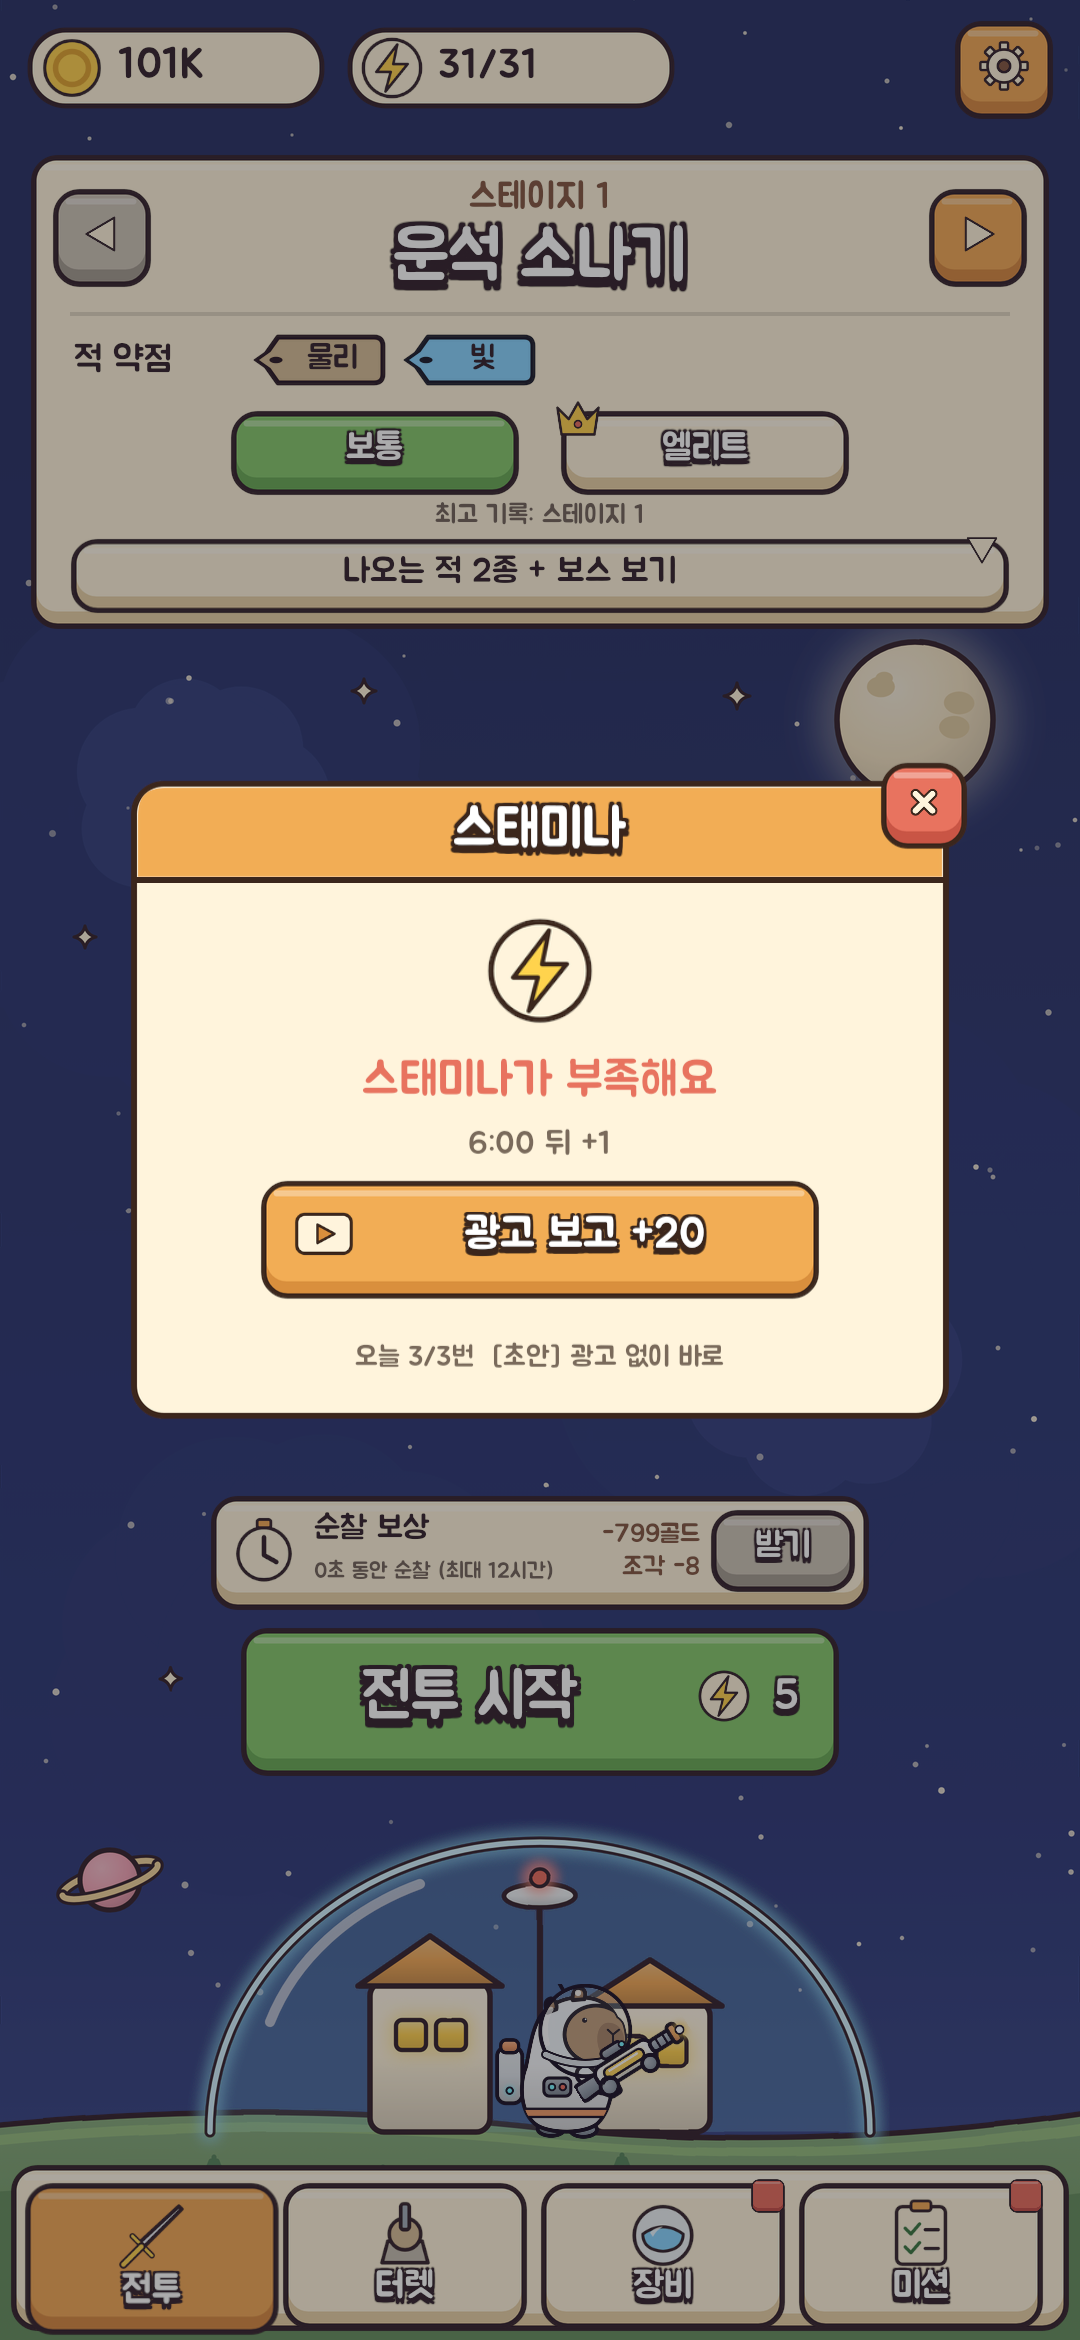 101K
31/31
스테이지 1
운석 소나기
적 약점
물리
빛
보통
엘리트
최고 기록: 스테이지 1
나오는 적 2종 + 보스 보기
스태미나
스태미나가 부족해요
6:00 뒤 +1
광고 보고 +20
오늘 3/3번 [초안] 광고 없이 바로
순찰 보상
0초 동안 순찰 (최대 12시간)
-799골드
조각 -8
받기
전투 시작
5
전투
터렛
장비
미션